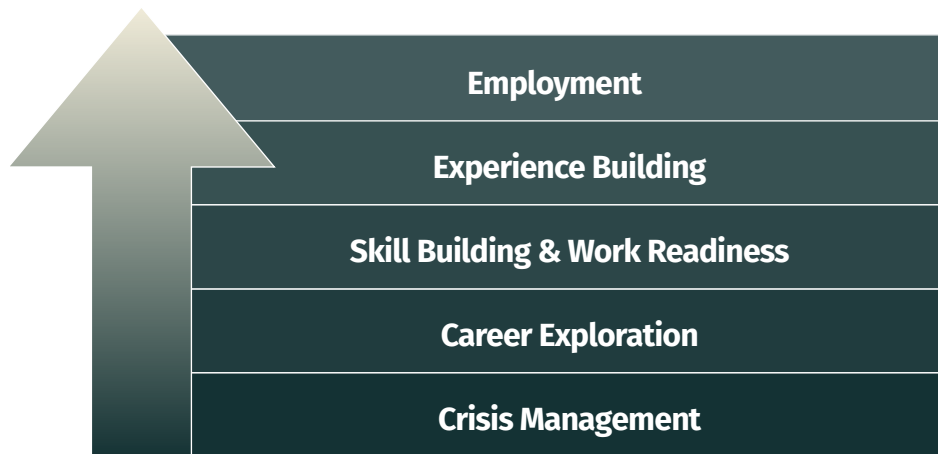 Employment
Experience Building
Skill Building & Work Readiness
Career Exploration
Crisis Management